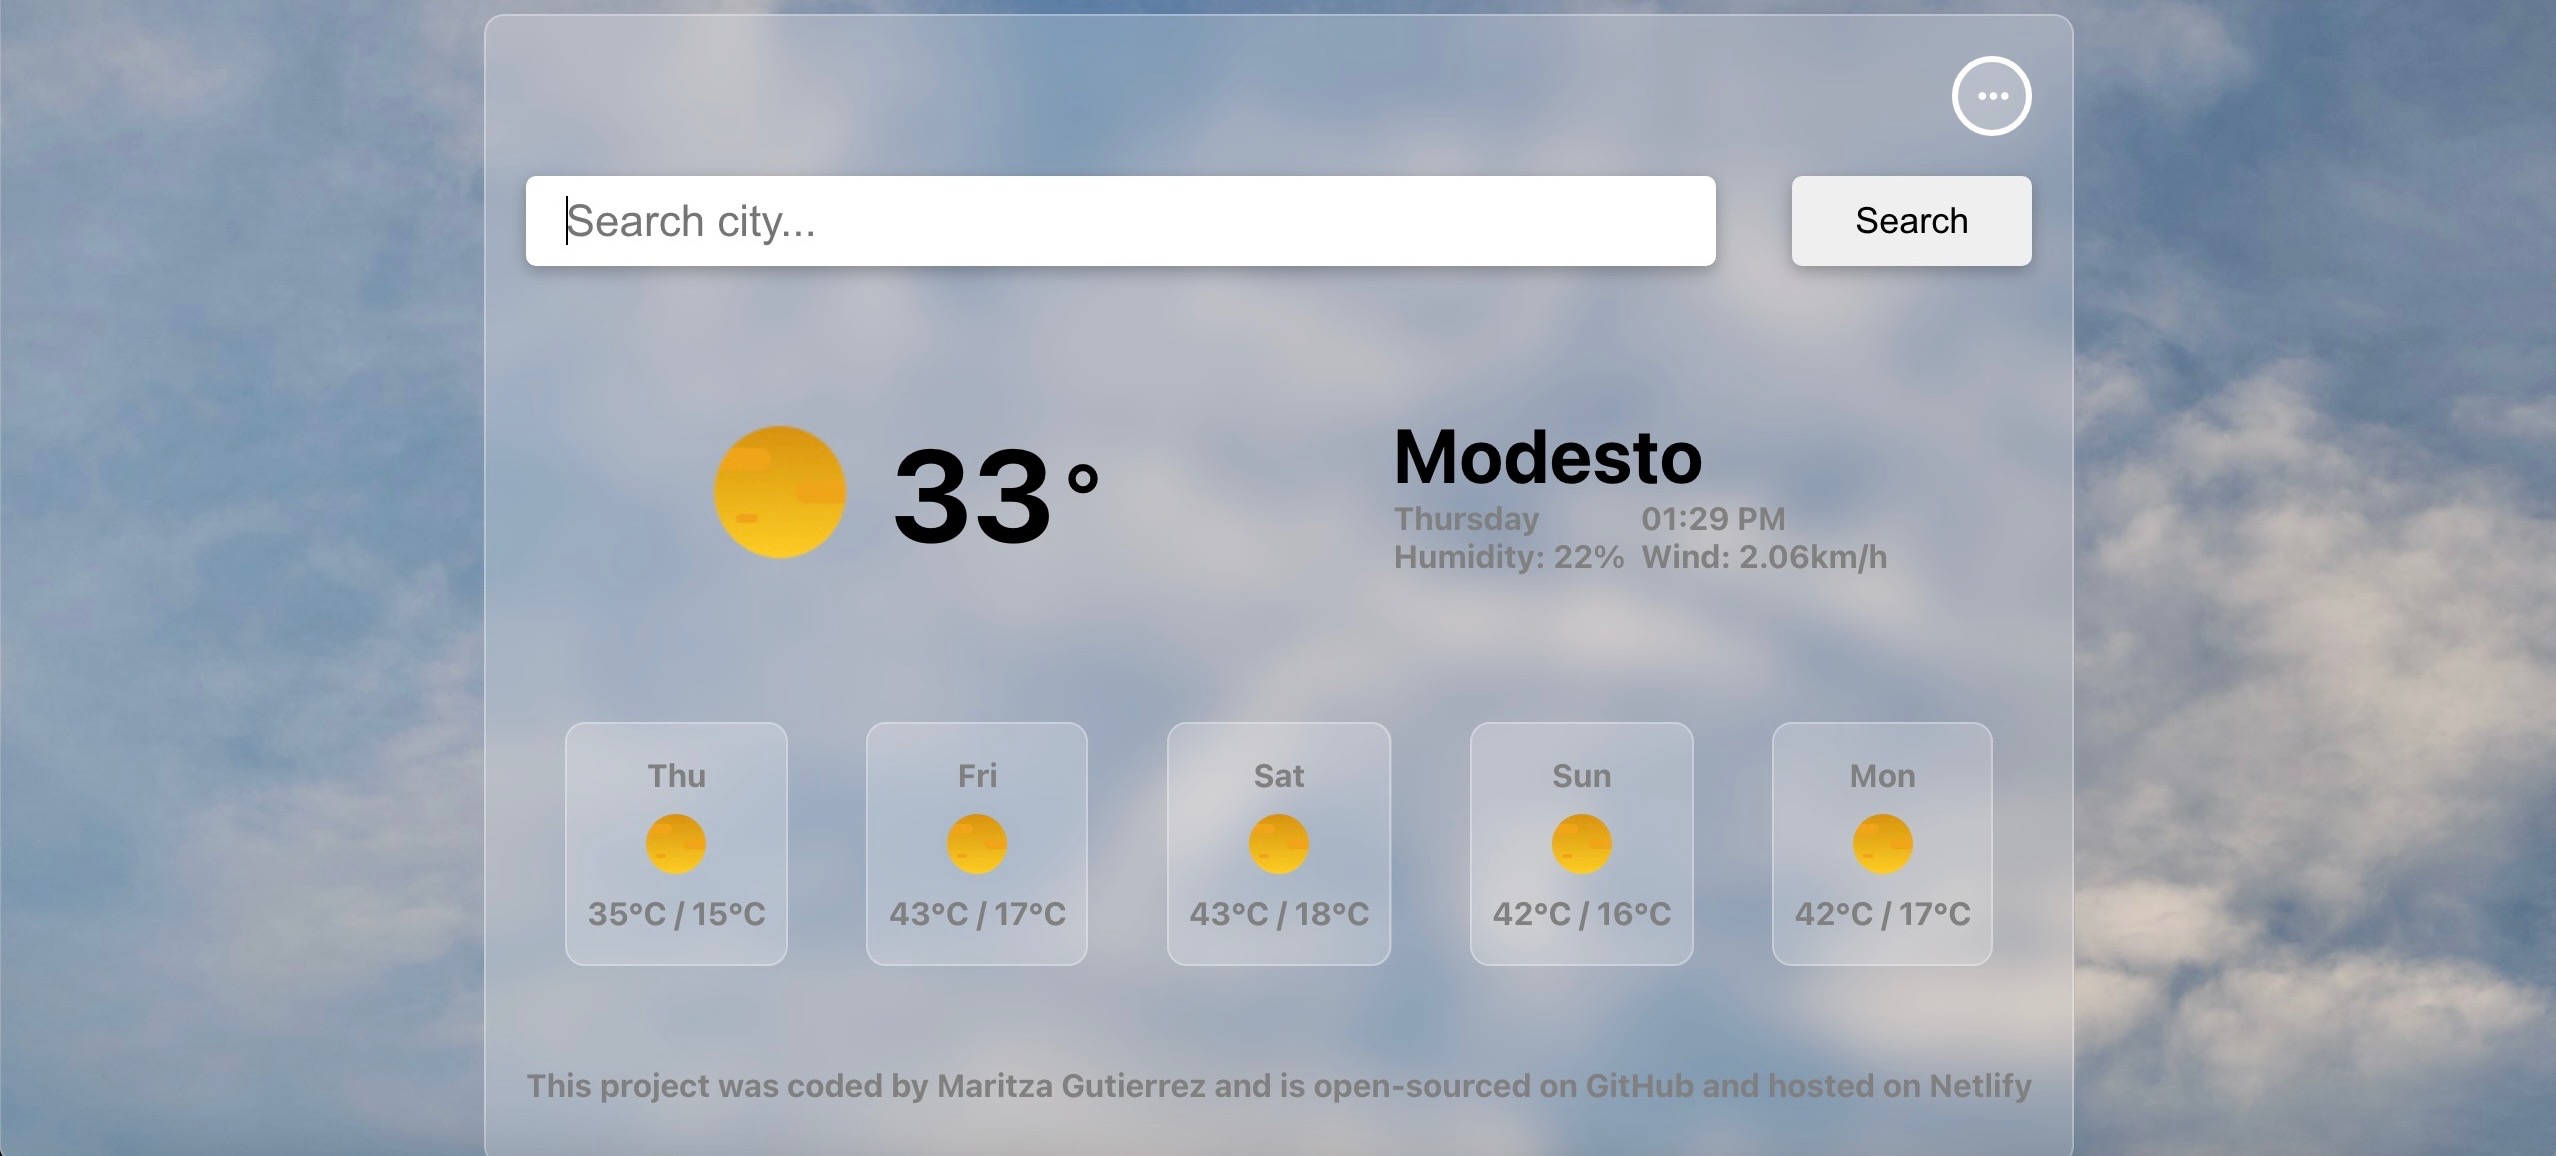 Search city...
Search
33°
Modesto
Thursday 01:29 PM
Humidity: 22% Wind: 2.06km/h
Thu Fri Sat Sun Mon
35°C / 15°C 43°C / 17°C 43°C / 18°C 42°C / 16°C 42°C / 17°C
This project was coded by Maritza Gutierrez and is open-sourced on GitHub and hosted on Netlify